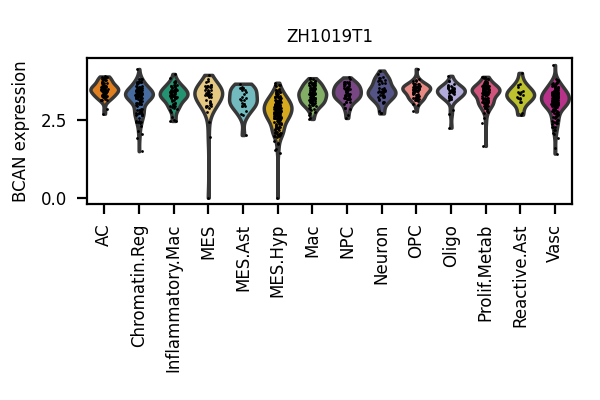 ZH1019T1
BCAN expression
2.5
0.0
AC
Chromatin.Reg
Inflammatory.Mac
MES
MES.Ast
MES.Hyp
Mac
NPC
Neuron
OPC
Oligo
Prolif.Metab
Reactive.Ast
Vasc